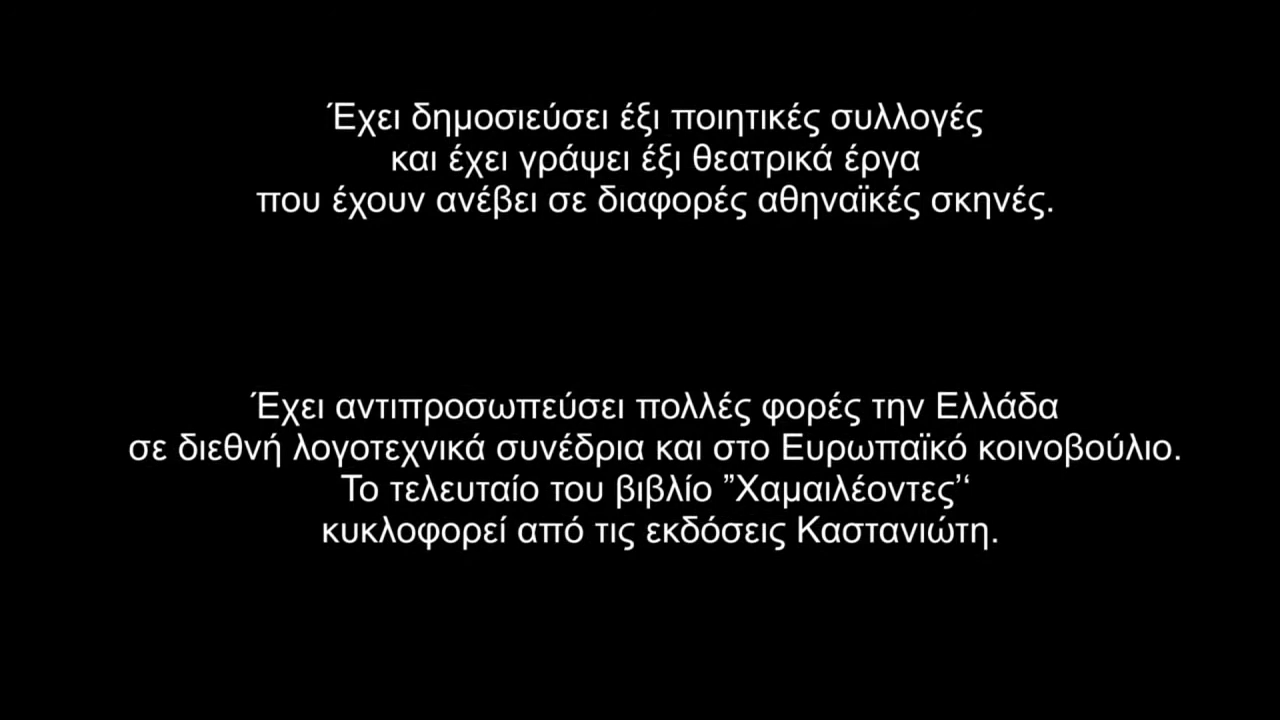 Έχει δημοσιεύσει έξι ποιητικές συλλογές
και έχει γράψει έξι θεατρικά έργα
που έχουν ανέβει σε διαφορές αθηναϊκές σκηνές.
Έχει αντιπροσωπεύσει πολλές φορές την Ελλάδα
σε διεθνή λογοτεχνικά συνέδρια και στο Ευρωπαϊκό κοινοβούλιο.
Το τελευταίο του βιβλίο ”Χαμαιλέοντες’‘
κυκλοφορεί από τις εκδόσεις Καστανιώτη.